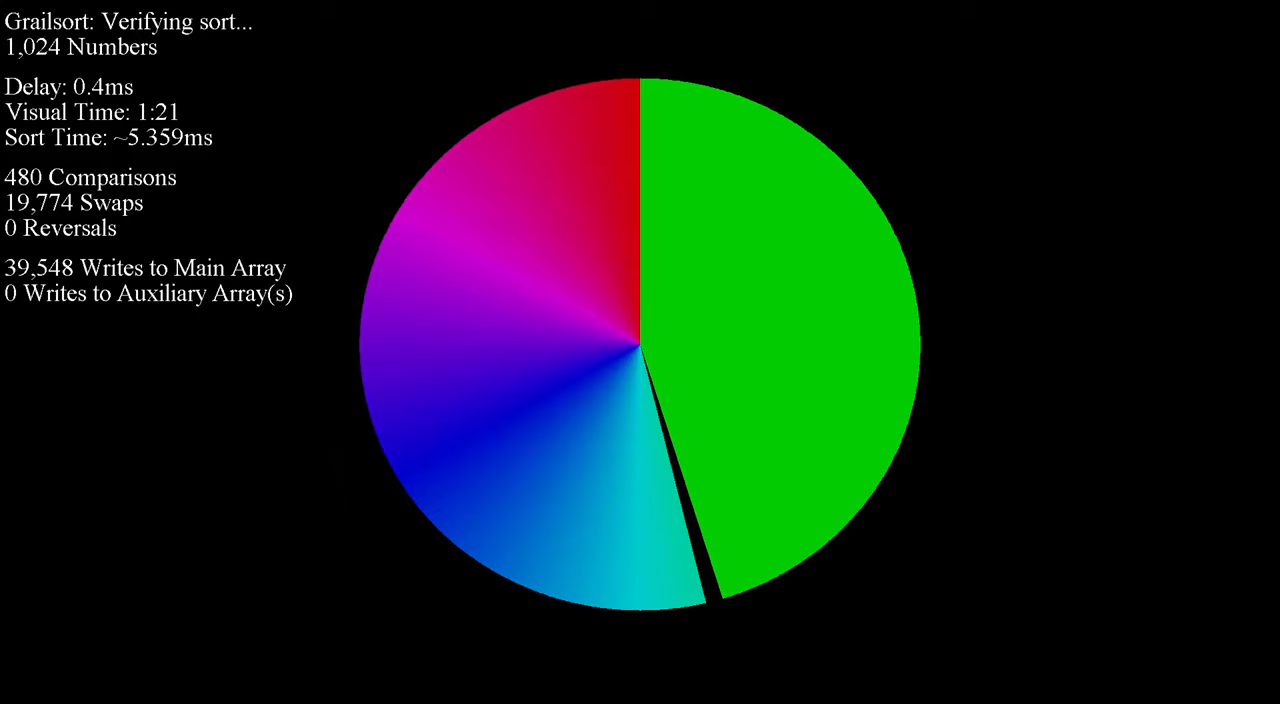 Grailsort: Verifying sort...
1,024 Numbers
Delay: 0.4ms
Visual Time: 1:21
Sort Time: ~5.359ms
480 Comparisons
19,774 Swaps
0 Reversals
39,548 Writes to Main Array
0 Writes to Auxiliary Array(s)